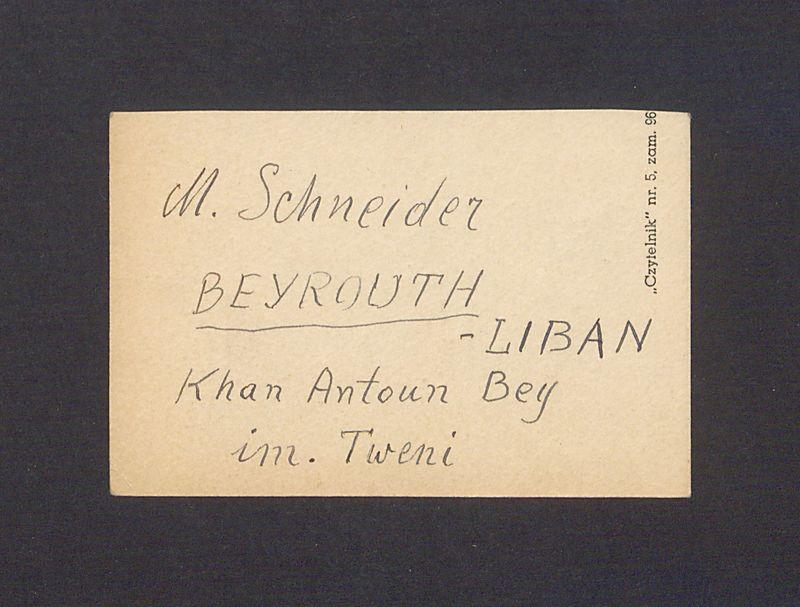 M. Schneider
BEYROUTH
-LIBAN
Khan Antoun Bey
im. Tweni
„Czytelnik” nr. 5, zam. 96